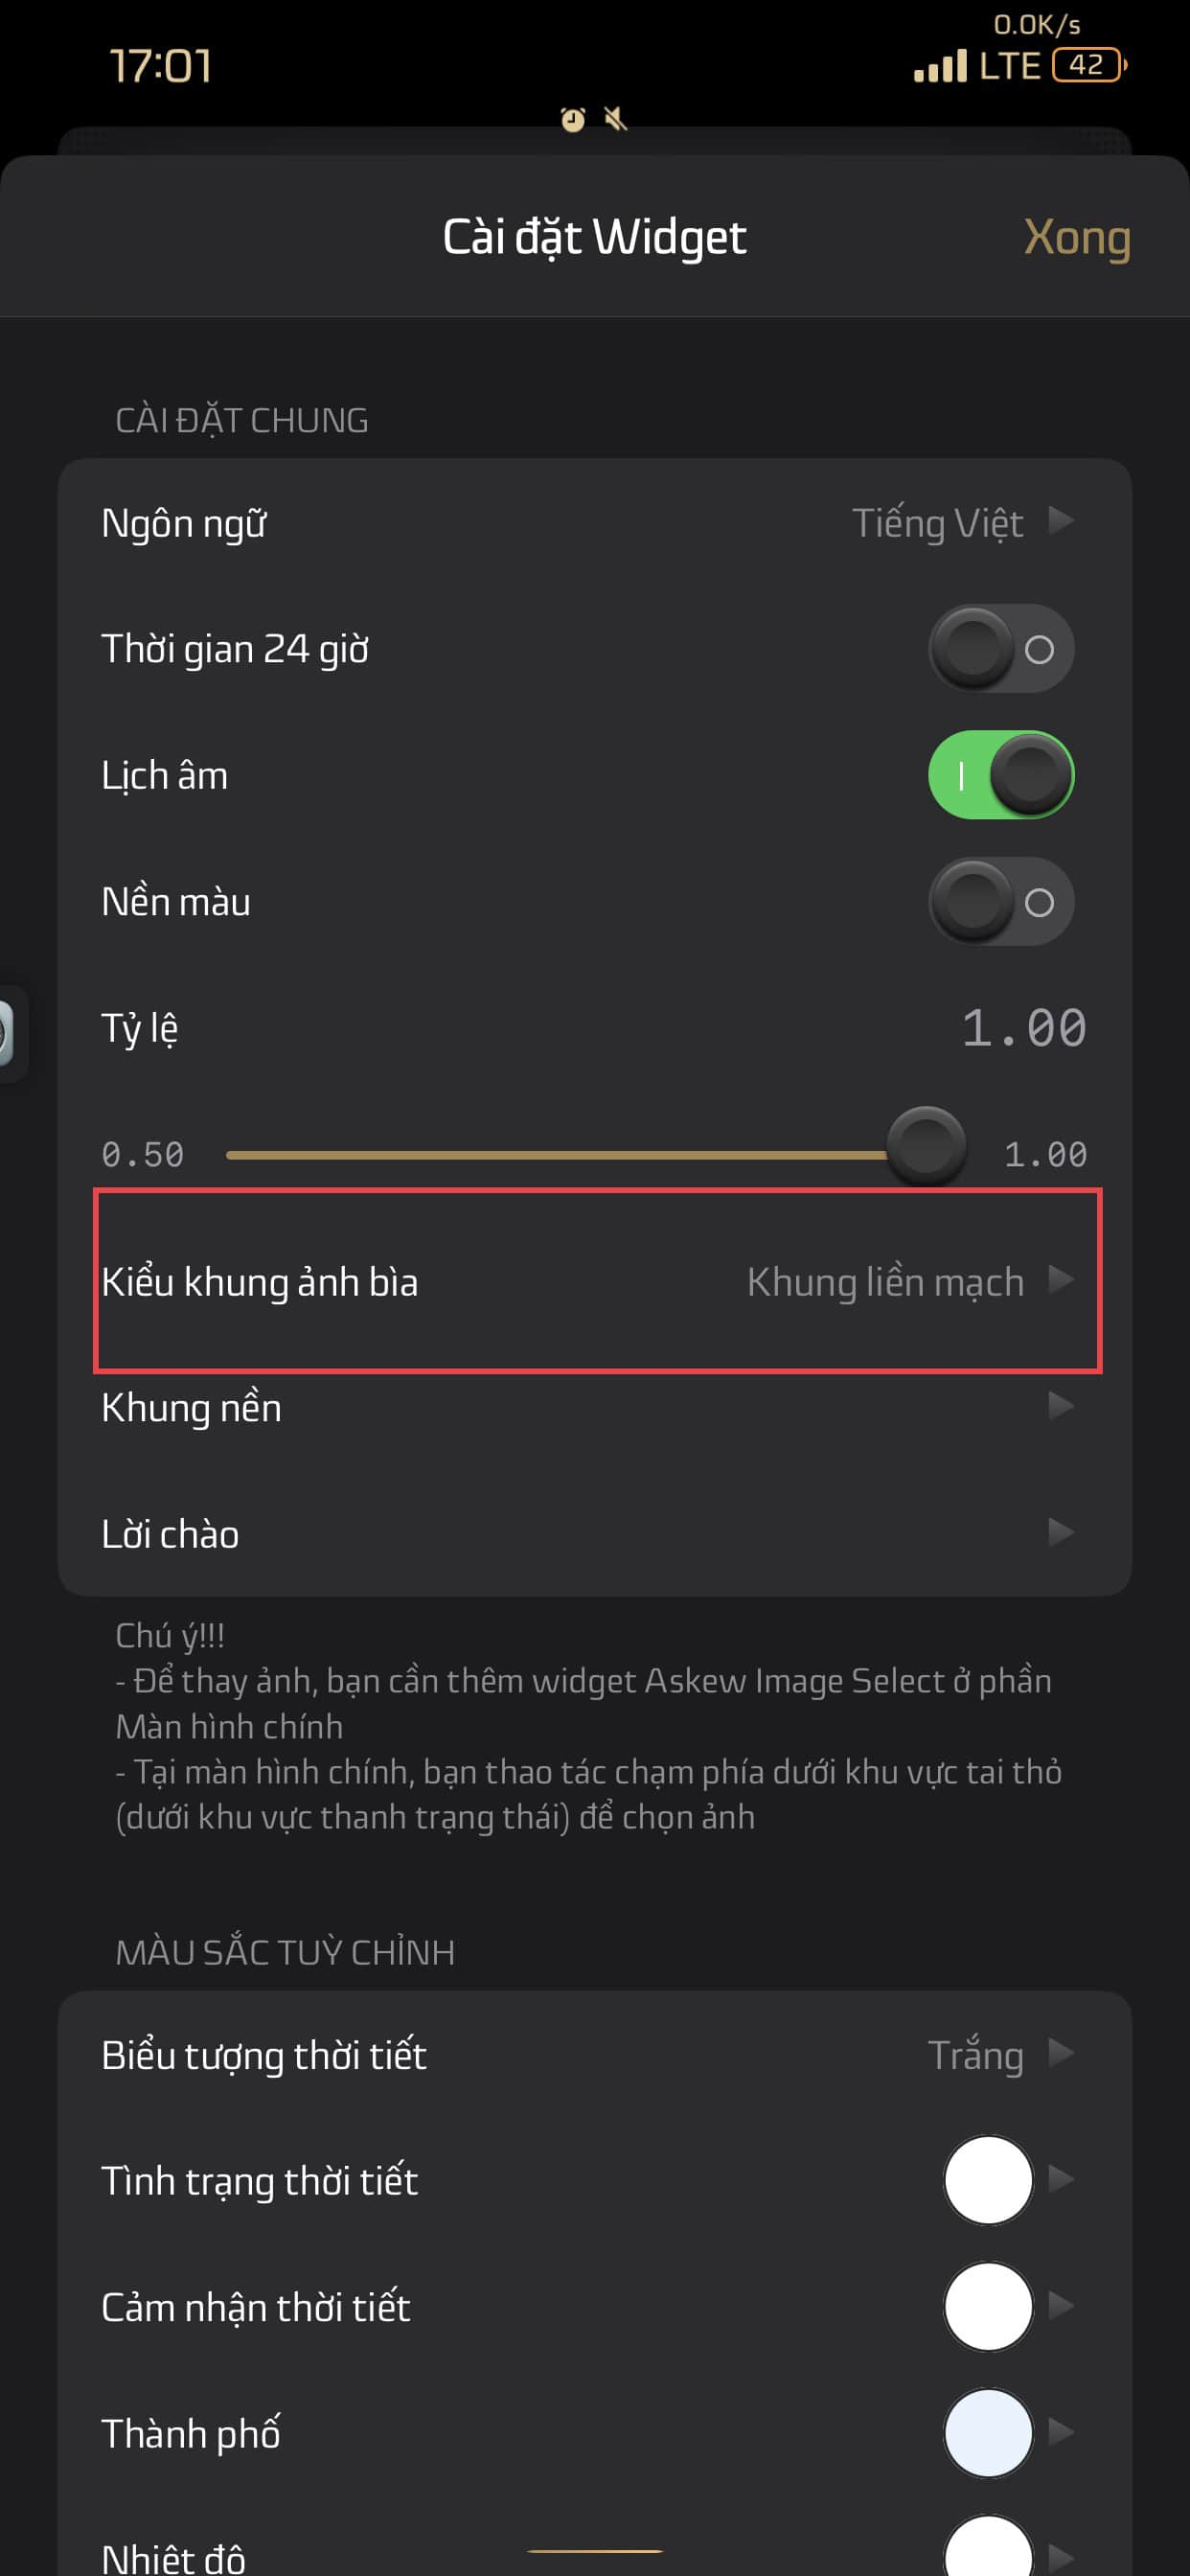 0.0K/s
17:01
LTE 42
Cài đặt Widget
Xong
CÀI ĐẶT CHUNG
Ngôn ngữ
Tiếng Việt
Thời gian 24 giờ
Lịch âm
Nền màu
Tỷ lệ
1.00
0.50
1.00
Kiểu khung ảnh bìa
Khung liền mạch
Khung nền
Lời chào
Chú ý!!!
- Để thay ảnh, bạn cần thêm widget Askew Image Select ở phần
Màn hình chính
- Tại màn hình chính, bạn thao tác chạm phía dưới khu vực tai thỏ
(dưới khu vực thanh trạng thái) để chọn ảnh
MÀU SẮC TUỲ CHỈNH
Biểu tượng thời tiết
Trắng
Tình trạng thời tiết
Cảm nhận thời tiết
Thành phố
Nhiệt độ